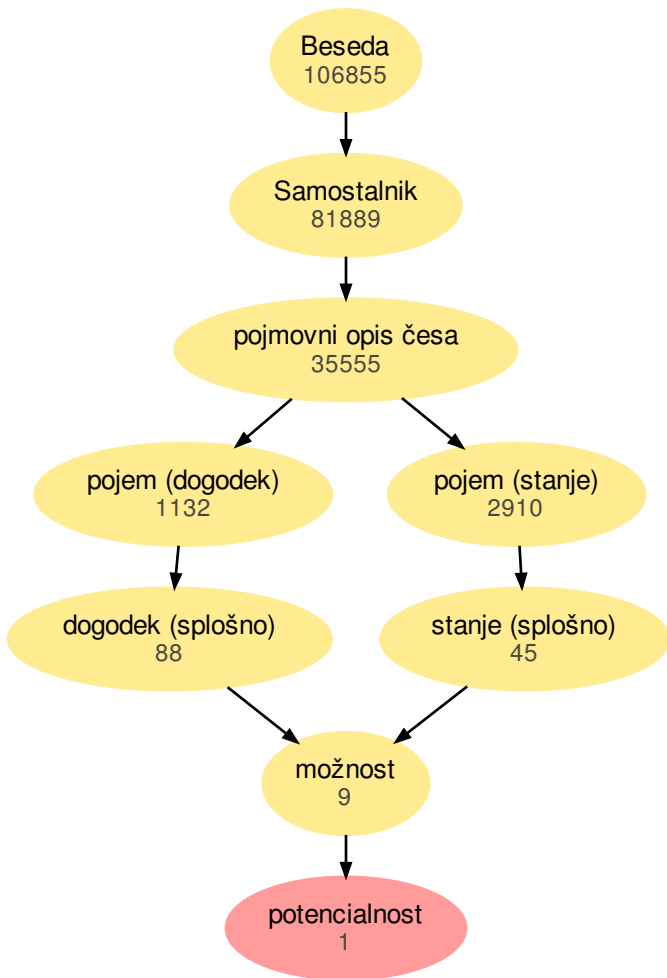 Beseda
106855
Samostalnik
81889
pojmovni opis česa
35555
pojem (dogodek)
1132
pojem (stanje)
2910
dogodek (splošno)
88
stanje (splošno)
45
možnost
9
potencialnost
1